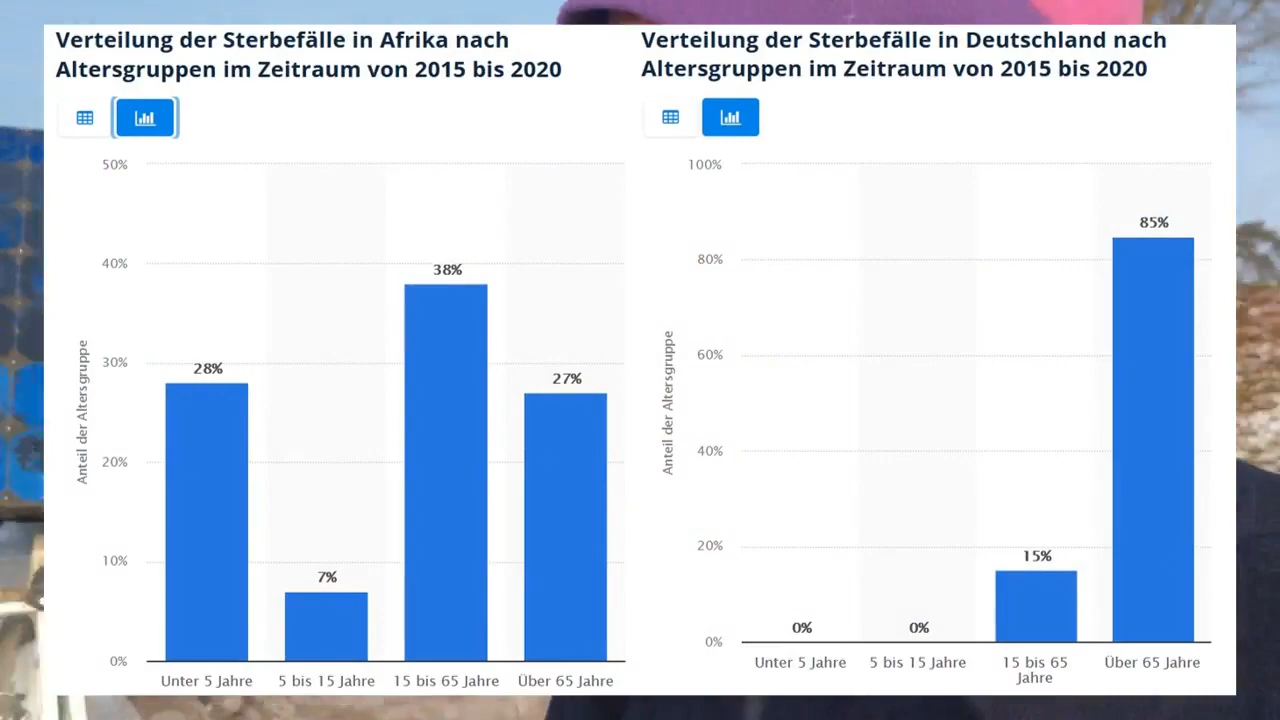 Verteilung der Sterbefälle in Afrika nach
Altersgruppen im Zeitraum von 2015 bis 2020
50%
40%
30%
20%
10%
0%
Anteil der Altersgruppe
28%
7%
38%
27%
Unter 5 Jahre
5 bis 15 Jahre
15 bis 65 Jahre
Über 65 Jahre
Verteilung der Sterbefälle in Deutschland nach
Altersgruppen im Zeitraum von 2015 bis 2020
100%
80%
60%
40%
20%
0%
Anteil der Altersgruppe
0%
0%
15%
85%
Unter 5 Jahre
5 bis 15 Jahre
15 bis 65
Jahre
Über 65 Jahre